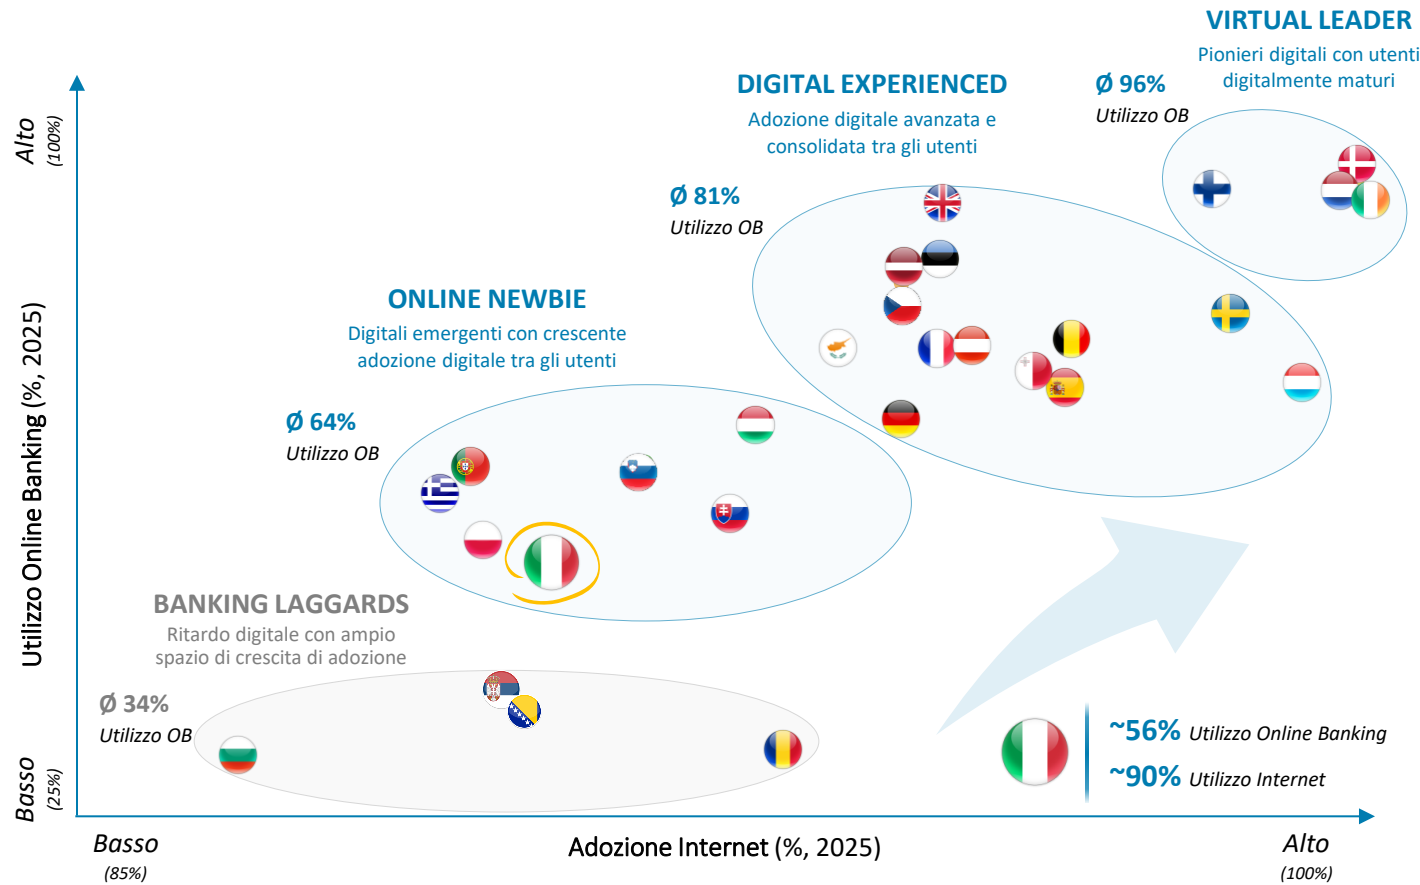 VIRTUAL LEADER
Pionieri digitali con utenti
digitalmente maturi
Ø 96%
Utilizzo OB
DIGITAL EXPERIENCED
Adozione digitale avanzata e
consolidata tra gli utenti
Ø 81%
Utilizzo OB
ONLINE NEWBIE
Digitali emergenti con crescente
adozione digitale tra gli utenti
Ø 64%
Utilizzo OB
BANKING LAGGARDS
Ritardo digitale con ampio
spazio di crescita di adozione
Ø 34%
Utilizzo OB
~56% Utilizzo Online Banking
~90% Utilizzo Internet
Alto
(100%)
Utilizzo Online Banking (%, 2025)
Basso
(25%)
Basso
(85%)
Adozione Internet (%, 2025)
Alto
(100%)